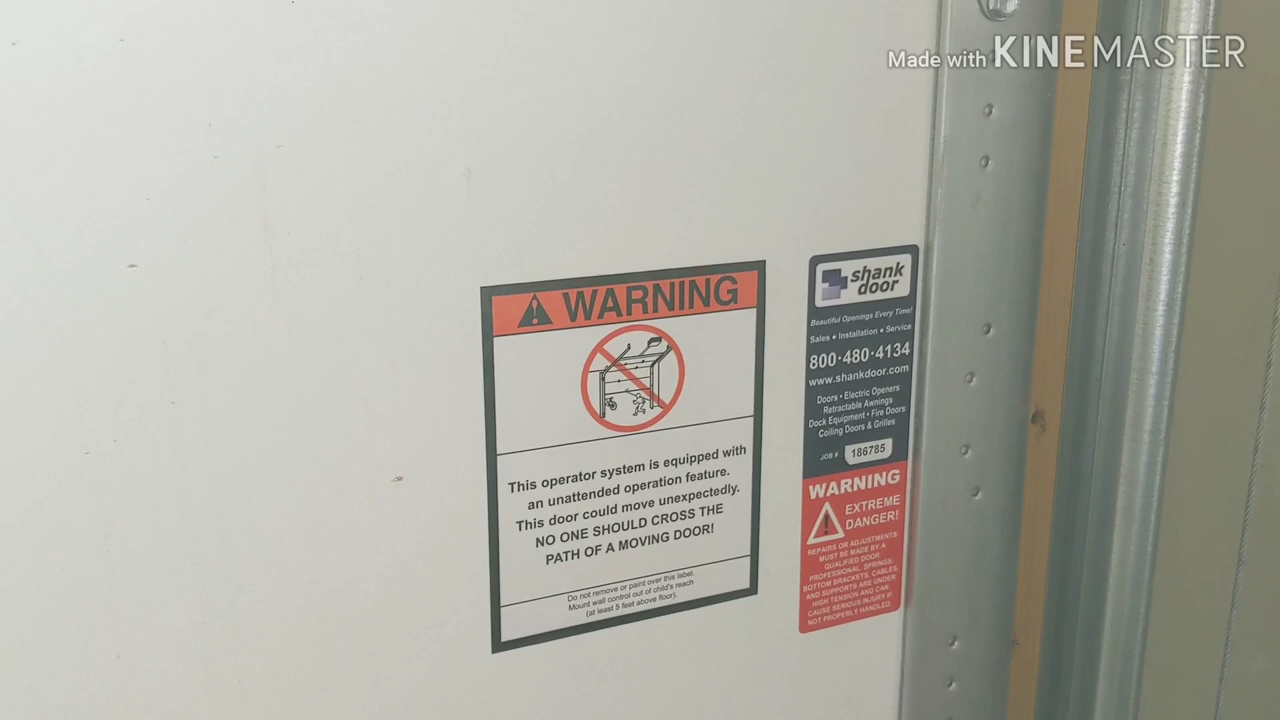 Made with KINEMASTER
WARNING
This operator system is equipped with
an unattended operation feature.
This door could move unexpectedly.
NO ONE SHOULD CROSS THE
PATH OF A MOVING DOOR!
Do not remove or paint over this label.
Mount wall control out of child's reach
(at least 5 feet above floor).
shank
door
Beautiful Openings Every Time!
Sales • Installation • Service
800·480·4134
www.shankdoor.com
Doors • Electric Openers
Retractable Awnings
Dock Equipment • Fire Doors
Coiling Doors & Grilles
JOB # 186785
WARNING
EXTREME
DANGER!
REPAIRS OR ADJUSTMENTS
MUST BE MADE BY A
QUALIFIED DOOR
PROFESSIONAL. SPRINGS,
BOTTOM BRACKETS, CABLES,
AND SUPPORTS ARE UNDER
HIGH TENSION AND CAN
CAUSE SERIOUS INJURY IF
NOT PROPERLY HANDLED.